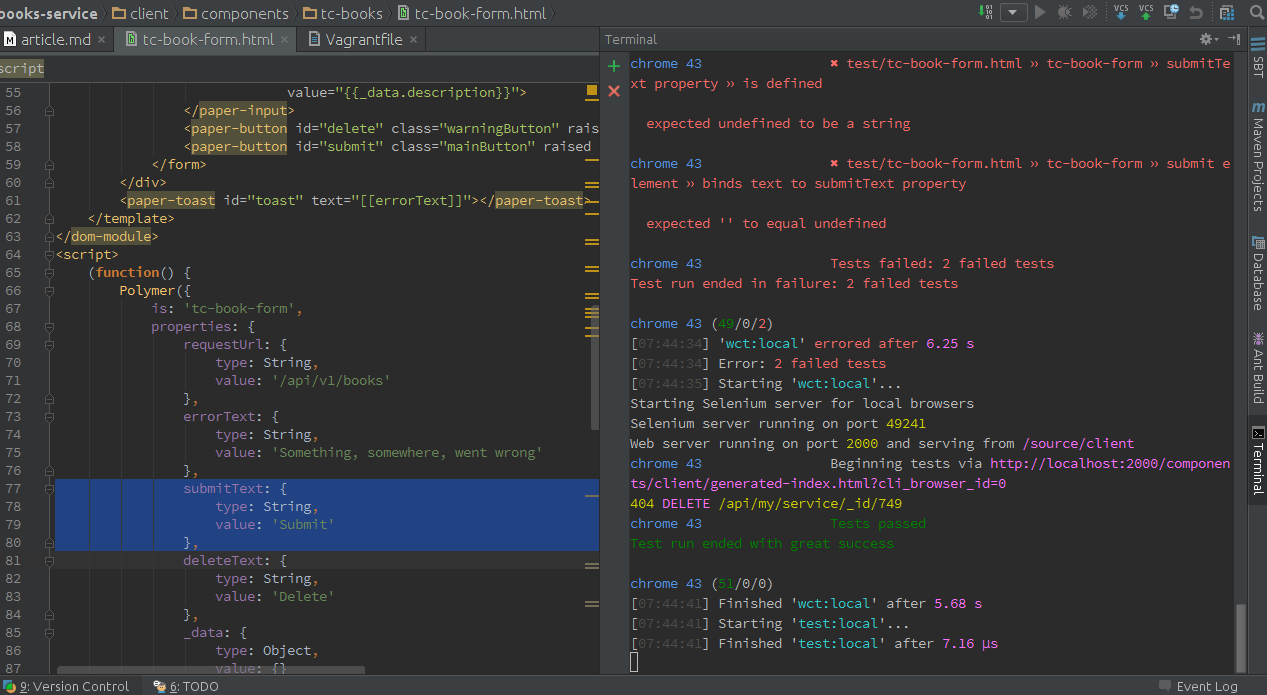 books-service client components tc-books tc-book-form.html
article.md tc-book-form.html Vagrantfile
script
55 value="{{_data.description}}">
56 </paper-input>
57 <paper-button id="delete" class="warningButton" rais
58 <paper-button id="submit" class="mainButton" raised
59 </form>
60 </div>
61 <paper-toast id="toast" text="[[errorText]]"></paper-toast>
62 </template>
63 </dom-module>
64 <script>
65 (function() {
66 Polymer({
67 is: 'tc-book-form',
68 properties: {
69 requestUrl: {
70 type: String,
71 value: '/api/v1/books'
72 },
73 errorText: {
74 type: String,
75 value: 'Something, somewhere, went wrong'
76 },
77 submitText: {
78 type: String,
79 value: 'Submit'
80 },
81 deleteText: {
82 type: String,
83 value: 'Delete'
84 },
85 _data: {
86 type: Object,
87 value: {}
Terminal
chrome 43 ✖ test/tc-book-form.html » tc-book-form » submitTe
xt property » is defined
expected undefined to be a string
chrome 43 ✖ test/tc-book-form.html » tc-book-form » submit e
lement » binds text to submitText property
expected '' to equal undefined
chrome 43 Tests failed: 2 failed tests
Test run ended in failure: 2 failed tests
chrome 43 (49/0/2)
[07:44:34] 'wct:local' errored after 6.25 s
[07:44:34] Error: 2 failed tests
[07:44:35] Starting 'wct:local'...
Starting Selenium server for local browsers
Selenium server running on port 49241
Web server running on port 2000 and serving from /source/client
chrome 43 Beginning tests via http://localhost:2000/componen
ts/client/generated-index.html?cli_browser_id=0
404 DELETE /api/my/service/_id/749
chrome 43 Tests passed
Test run ended with great success
chrome 43 (51/0/0)
[07:44:41] Finished 'wct:local' after 5.68 s
[07:44:41] Starting 'test:local'...
[07:44:41] Finished 'test:local' after 7.16 μs
VCS VCS
SBT
m Maven Projects
Database
Ant Build
Terminal
9: Version Control 6: TODO Event Log